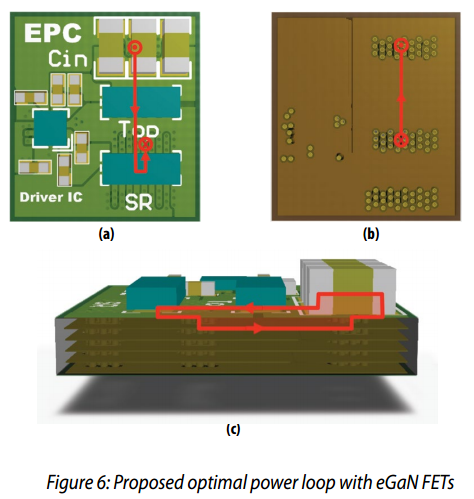 EPC
Cin
Top
Driver IC
SR
(a)
(b)
(c)
Figure 6: Proposed optimal power loop with eGaN FETs